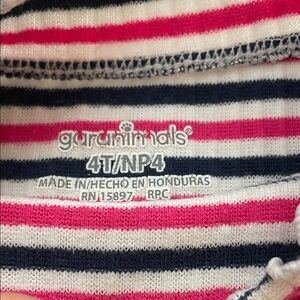 garanimals®
4T/NP4
MADE IN/HECHO EN HONDURAS
RN 15897 RPC